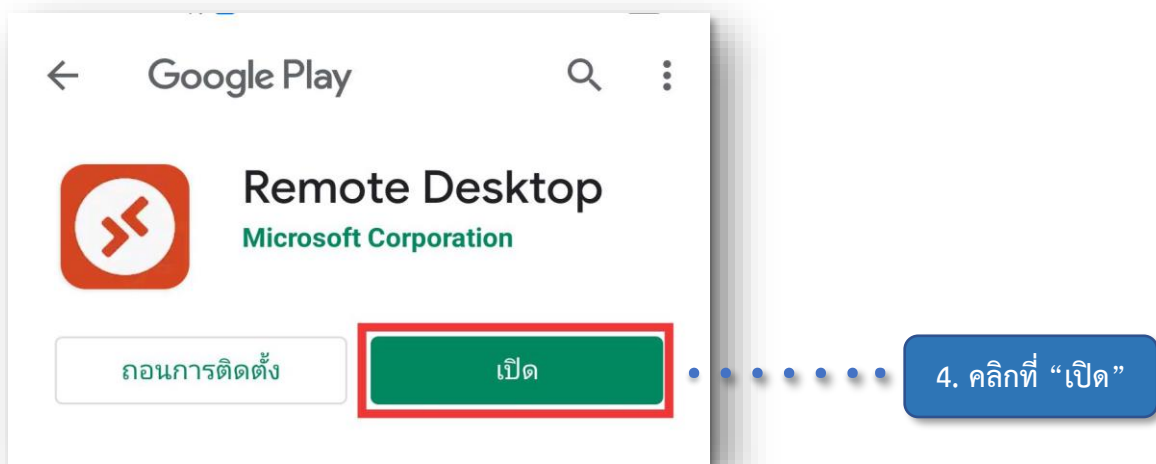 Google Play
Remote Desktop
Microsoft Corporation
ถอนการติดตั้ง
เปิด
4. คลิกที่ “เปิด”